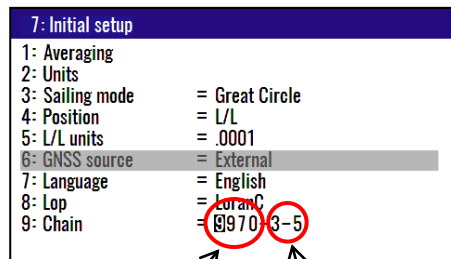 7: Initial setup
1: Averaging
2: Units
3: Sailing mode = Great Circle
4: Position = L/L
5: L/L units = .0001
6: GNSS source = External
7: Language = English
8: Lop = LoranC
9: Chain = 9970-3-5